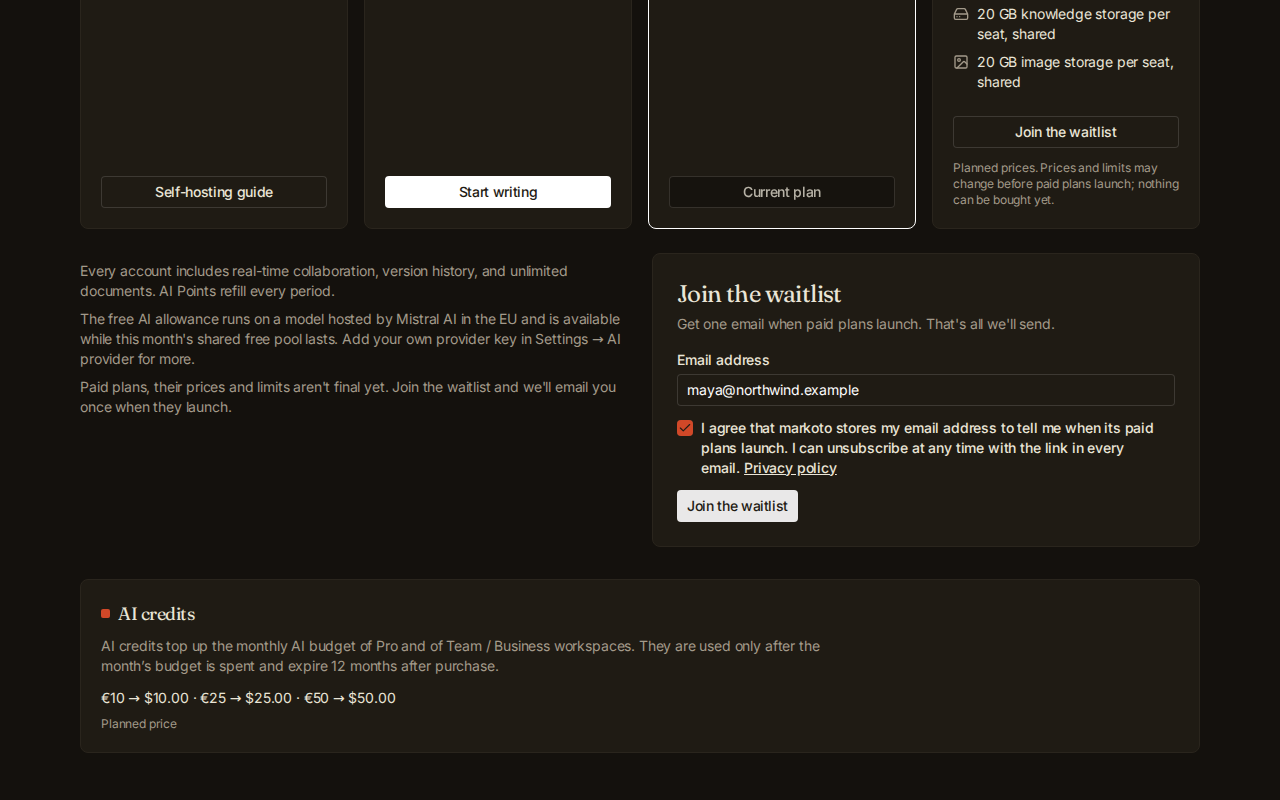 20 GB knowledge storage per
seat, shared
20 GB image storage per seat,
shared
Join the waitlist
Planned prices. Prices and limits may
change before paid plans launch; nothing
can be bought yet.
Self-hosting guide
Start writing
Current plan
Every account includes real-time collaboration, version history, and unlimited
documents. AI Points refill every period.
The free AI allowance runs on a model hosted by Mistral AI in the EU and is available
while this month's shared free pool lasts. Add your own provider key in Settings → AI
provider for more.
Paid plans, their prices and limits aren't final yet. Join the waitlist and we'll email you
once when they launch.
Join the waitlist
Get one email when paid plans launch. That's all we'll send.
Email address
maya@northwind.example
I agree that markoto stores my email address to tell me when its paid
plans launch. I can unsubscribe at any time with the link in every
email. Privacy policy
Join the waitlist
AI credits
AI credits top up the monthly AI budget of Pro and of Team / Business workspaces. They are used only after the
month's budget is spent and expire 12 months after purchase.
€10 → $10.00 · €25 → $25.00 · €50 → $50.00
Planned price